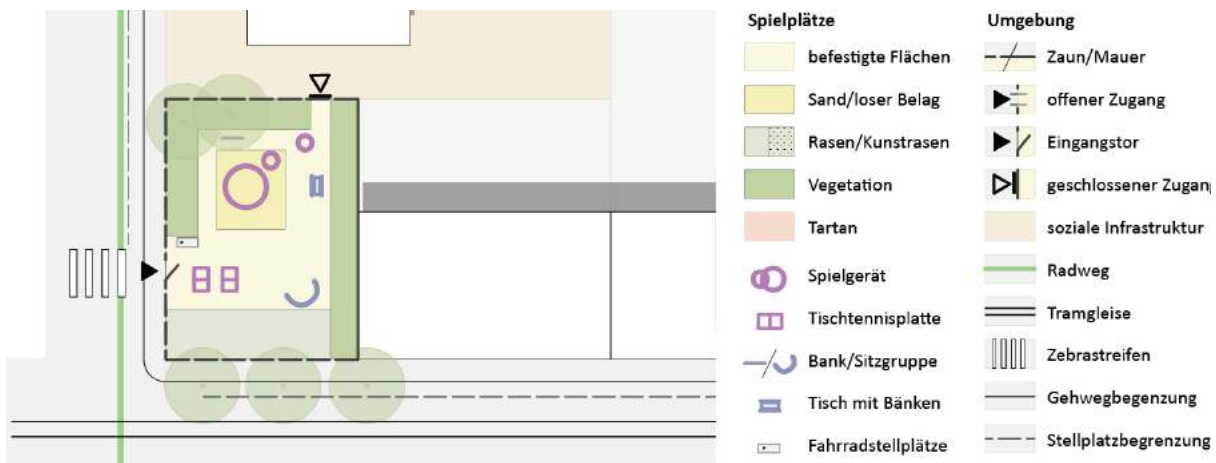 Spielplätze
befestigte Flächen
Sand/loser Belag
Rasen/Kunstrasen
Vegetation
Tartan
Spielgerät
Tischtennisplatte
Bank/Sitzgruppe
Tisch mit Bänken
Fahrradstellplätze
Umgebung
Zaun/Mauer
offener Zugang
Eingangstor
geschlossener Zugang
soziale Infrastruktur
Radweg
Tramgleise
Zebrastreifen
Gehwegbegenzung
Stellplatzbegrenzung